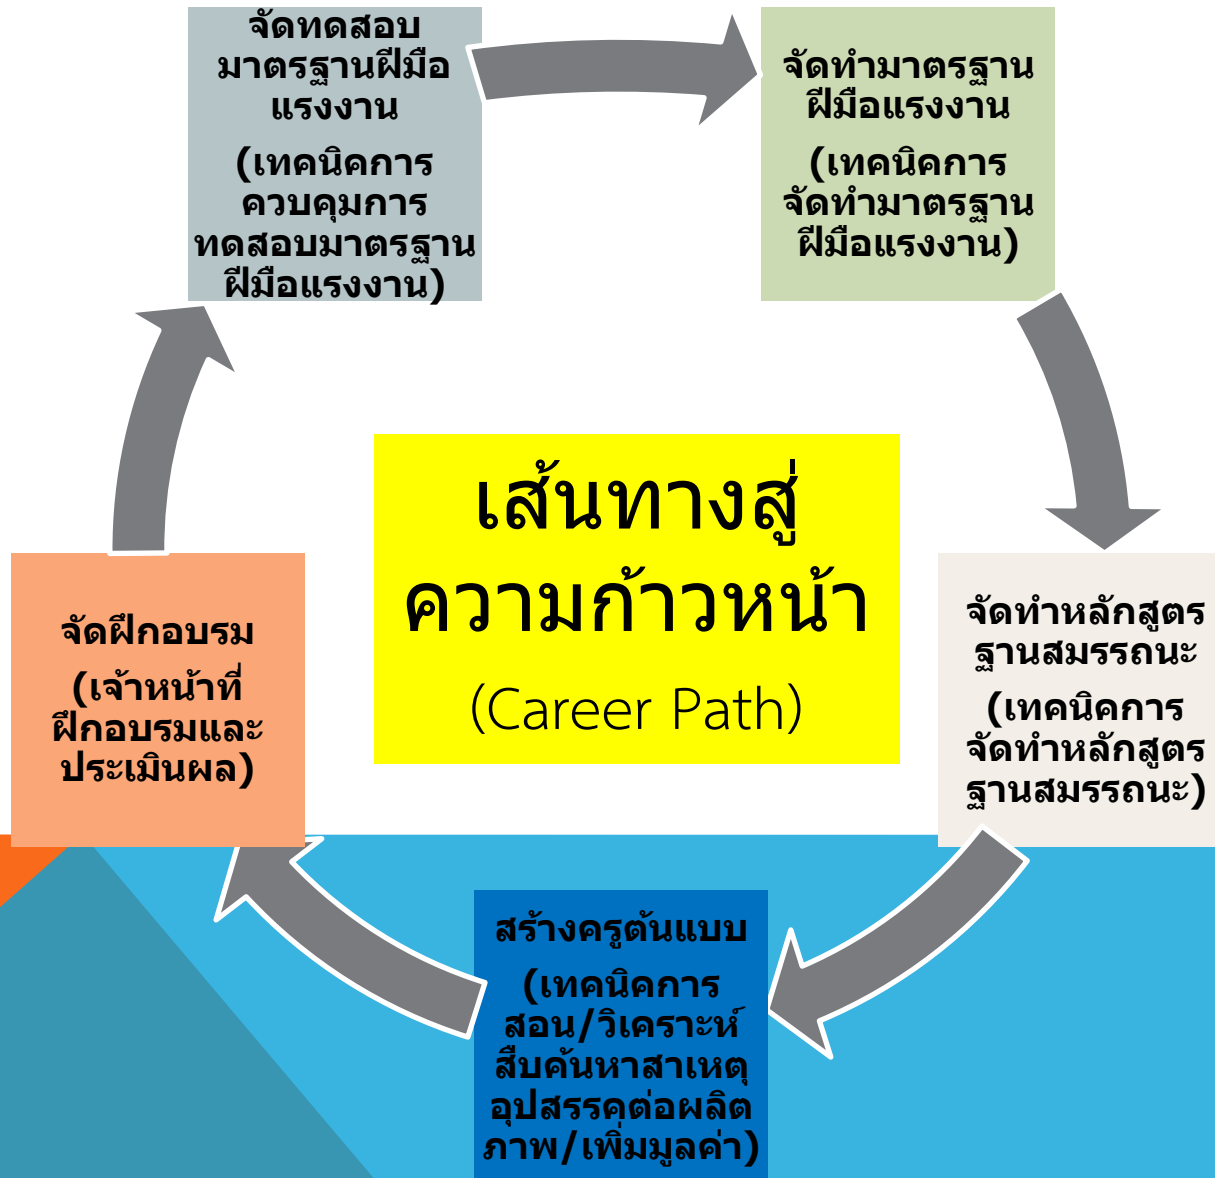 จัดทดสอบ
มาตรฐานฝีมือ
แรงงาน
(เทคนิคการ
ควบคุมการ
ทดสอบมาตรฐาน
ฝีมือแรงงาน)
จัดทำมาตรฐาน
ฝีมือแรงงาน
(เทคนิคการ
จัดทำมาตรฐาน
ฝีมือแรงงาน)
เส้นทางสู่
ความก้าวหน้า
(Career Path)
จัดฝึกอบรม
(เจ้าหน้าที่
ฝึกอบรมและ
ประเมินผล)
จัดทำหลักสูตร
ฐานสมรรถนะ
(เทคนิคการ
จัดทำหลักสูตร
ฐานสมรรถนะ)
สร้างครูต้นแบบ
(เทคนิคการ
สอน/วิเคราะห์
สืบค้นหาสาเหตุ
อุปสรรคต่อผลิต
ภาพ/เพิ่มมูลค่า)